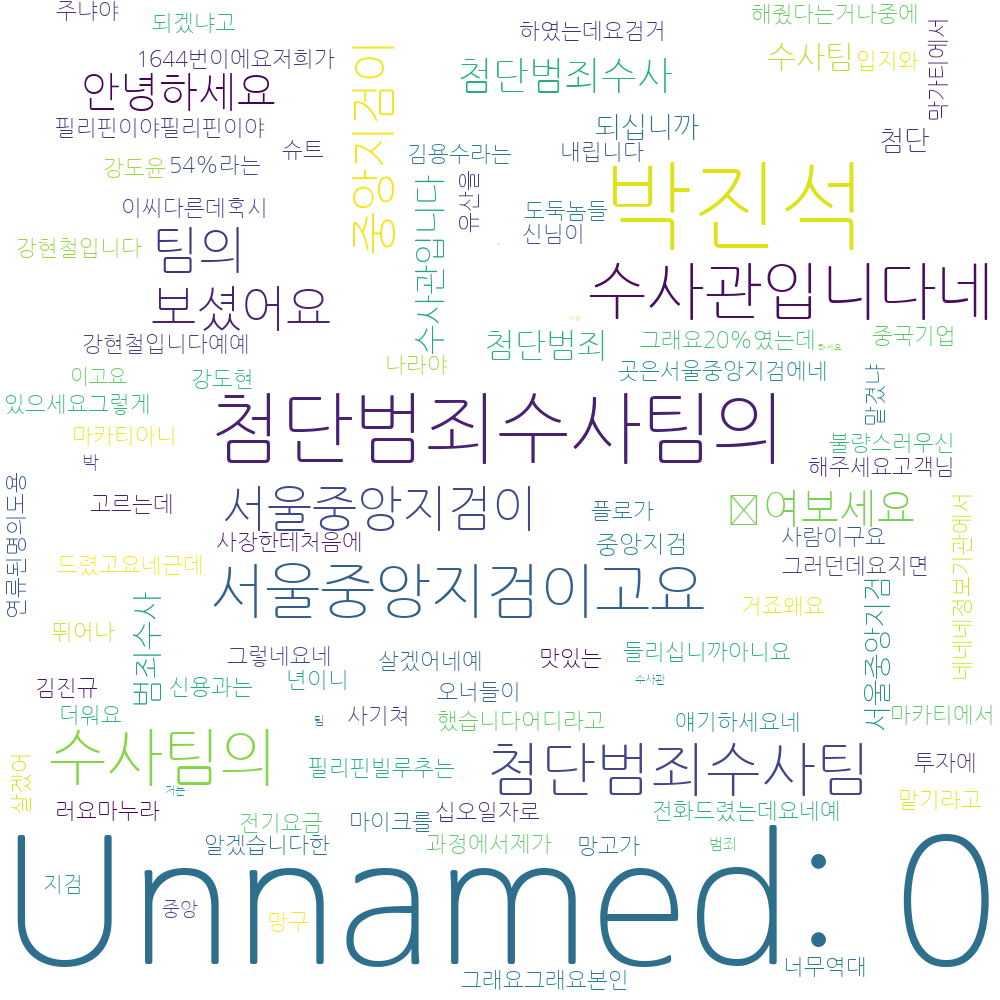 주냐야
되겠냐고
해줬다는거나중에
하였는데요검거
1644번이에요저희가
안녕하세요
중앙지검이
첨단범죄수사
수사팀
입지와
막가티에서
필리핀이야필리핀이야
슈트
되십니까
첨단
강도윤
54%라는
김용수라는
내립니다
박진석
이씨다른데혹시
수사관입니다
유산을
도둑놈들
신님이
강현철입니다
팀의
수사관입니다네
보셨어요
강현철입니다예예
첨단범죄
그래요20%였는데
하세요
중국기업
이고요
강도현
나라야
곳은서울중앙지검에네
맡겼냐
있으세요그렇게
첨단범죄수사팀의
마카티아니
불량스러우신
박
해주세요고객님
연류된명의도용
고르는데
서울중앙지검이
플로가
여보세요
네네네정보기관에서
사장한테처음에
중앙지검
사람이구요
드렸고요네근데
서울중앙지검이고요
그러던데요지면
거죠왜요
서울중앙지검
뛰어나
범죄수사
그렇네요네
살겠어네예
맛있는
들리십니까아니요
김진규
신용과는
년이니
오너들이
수사관
더워요
팀
사기쳐
했습니다어디라고
얘기하세요네
마카티에서
살겠어
수사팀의
필리핀빌루추는
첨단범죄수사팀
투자에
저는
러요마누라
전기요금
마이크를
십오일자로
전화드렸는데요네예
맡기라고
알겠습니다한
과정에서제가
망고가
범죄
Unnamed: 0
지검
중앙
망구
너무역대
그래요그래요본인